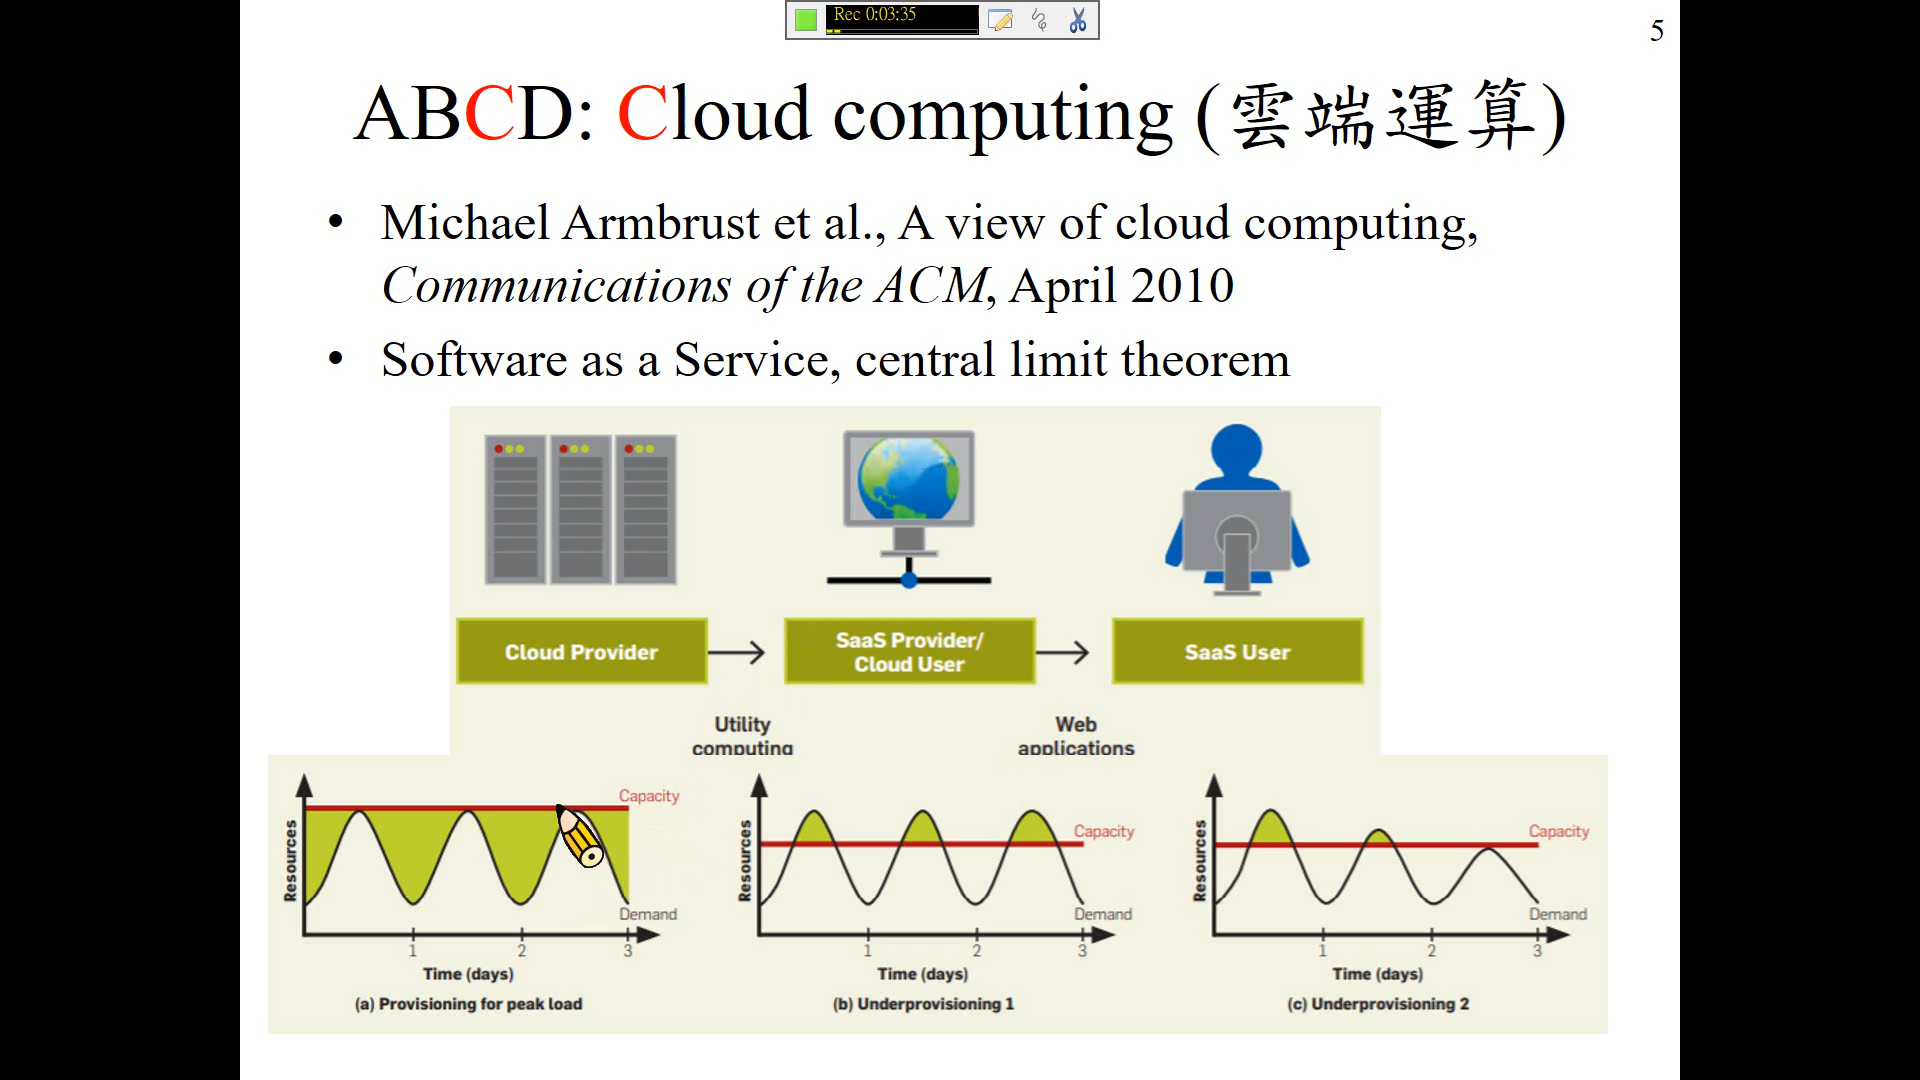 Rec 0:03:35
5
ABCD: Cloud computing (雲端運算)
• Michael Armbrust et al., A view of cloud computing,
Communications of the ACM, April 2010
• Software as a Service, central limit theorem
Cloud Provider
SaaS Provider/
Cloud User
SaaS User
Utility
computing
Web
applications
Capacity
Resources
Demand
1 2 3
Time (days)
(a) Provisioning for peak load
Capacity
Resources
Demand
1 2 3
Time (days)
(b) Underprovisioning 1
Capacity
Resources
Demand
1 2 3
Time (days)
(c) Underprovisioning 2